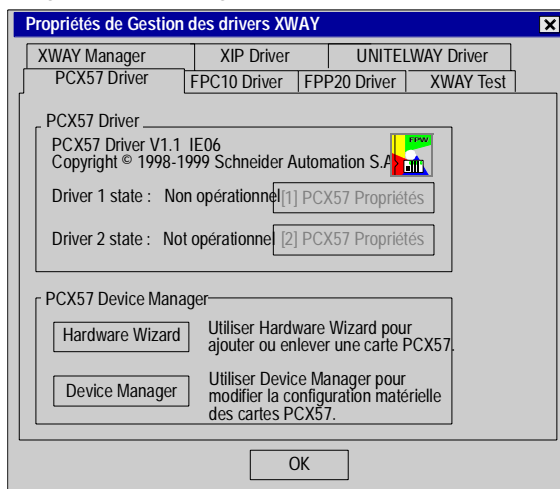 Propriétés de Gestion des drivers XWAY
XWAY Manager XIP Driver UNITELWAY Driver
PCX57 Driver FPC10 Driver FPP20 Driver XWAY Test
PCX57 Driver
PCX57 Driver V1.1 IE06
FPW
Copyright © 1998-1999 Schneider Automation S.A
Driver 1 state : Non opérationnel [1] PCX57 Propriétés
Driver 2 state : Not opérationnel [2] PCX57 Propriétés
PCX57 Device Manager
Hardware Wizard
Utiliser Hardware Wizard pour
ajouter ou enlever une carte PCX57.
Device Manager
Utiliser Device Manager pour
modifier la configuration matérielle
des cartes PCX57.
OK